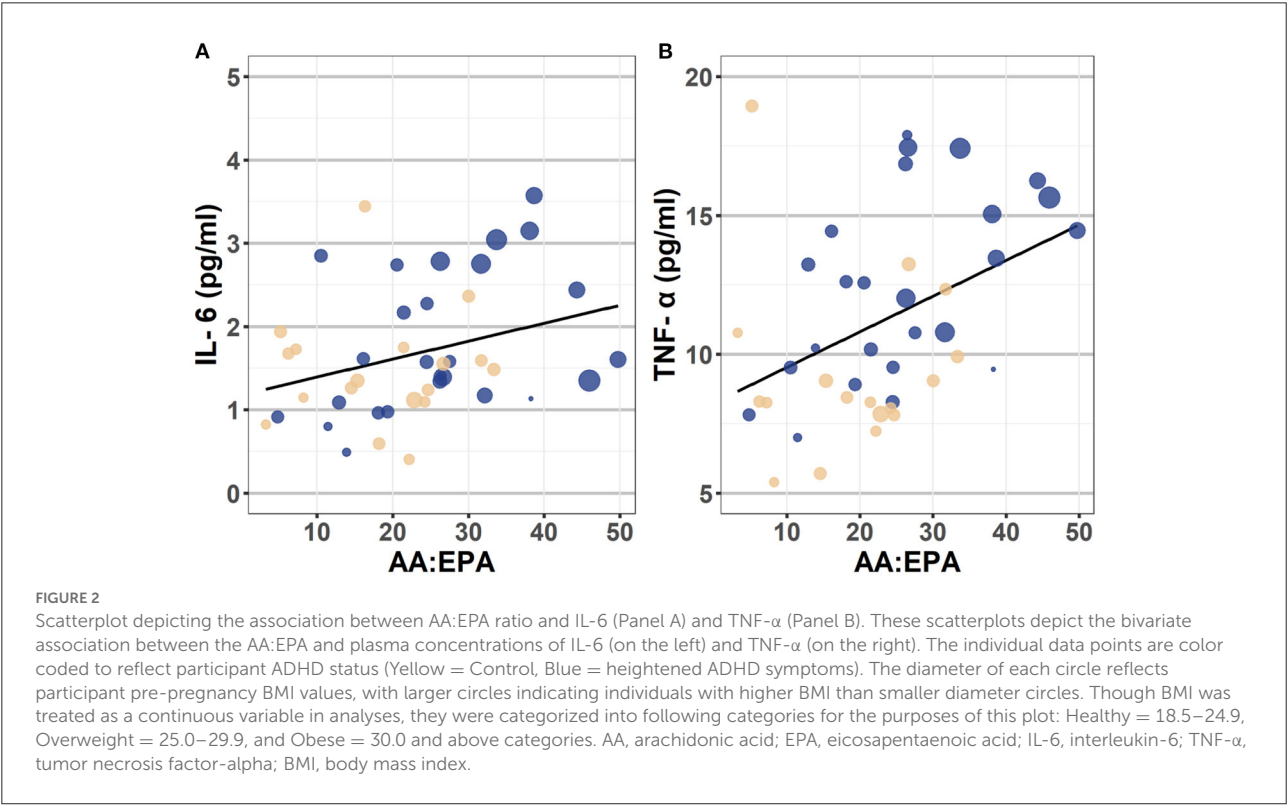 A
5
4
3
2
1
0
IL- 6 (pg/ml)
10 20 30 40 50
AA:EPA
B
20
15
10
5
TNF- α (pg/ml)
10 20 30 40 50
AA:EPA
FIGURE 2
Scatterplot depicting the association between AA:EPA ratio and IL-6 (Panel A) and TNF-α (Panel B). These scatterplots depict the bivariate
association between the AA:EPA and plasma concentrations of IL-6 (on the left) and TNF-α (on the right). The individual data points are color
coded to reflect participant ADHD status (Yellow = Control, Blue = heightened ADHD symptoms). The diameter of each circle reflects
participant pre-pregnancy BMI values, with larger circles indicating individuals with higher BMI than smaller diameter circles. Though BMI was
treated as a continuous variable in analyses, they were categorized into following categories for the purposes of this plot: Healthy = 18.5–24.9,
Overweight = 25.0–29.9, and Obese = 30.0 and above categories. AA, arachidonic acid; EPA, eicosapentaenoic acid; IL-6, interleukin-6; TNF-α,
tumor necrosis factor-alpha; BMI, body mass index.